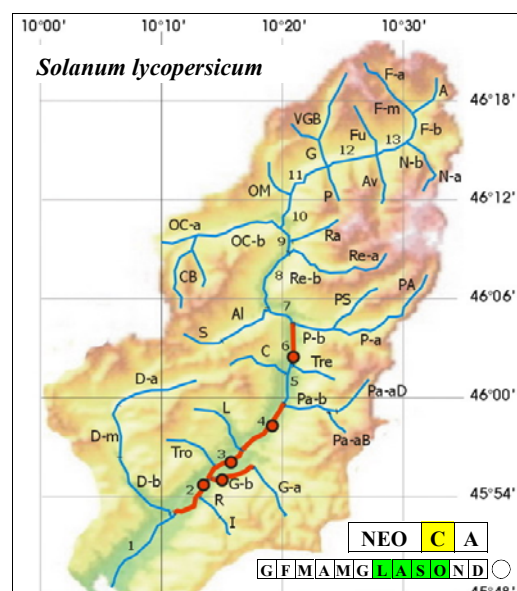 10°00' 10°10' 10°20' 10°30'
Solanum lycopersicum
F-a
A
46°18'
F-m
VGB
Fu
F-b
13
12
G
N-b
11
N-a
OM
Av
P
46°12'
10
OC-a
Ra
OC-b
9
Re-a
CB
8
Re-b
PA
46°06'
PS
7
Al
S
P-b
P-a
6
C
Tre
D-a
5
46°00'
Pa-aD
Pa-b
L
4
D-m
Pa-aB
Tro
3
D-b
2
G-b
G-a
45°54'
R
I
1
NEO C A
G F M A M G L A S O N D
45°48'